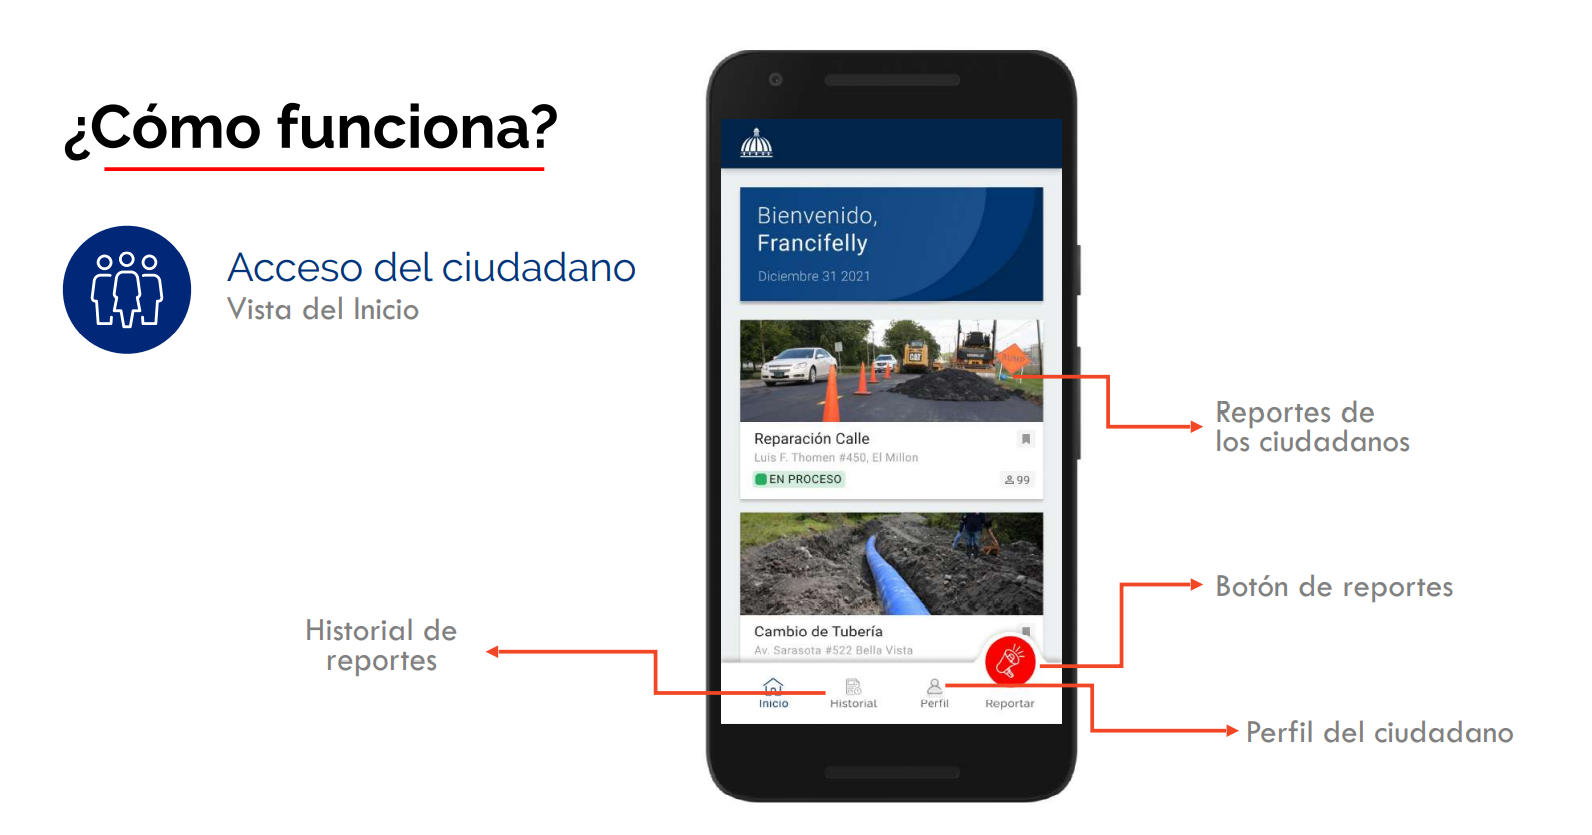 ¿Cómo funciona?
Acceso del ciudadano
Vista del Inicio
Bienvenido,
Francifelly
Diciembre 31 2021
CAT
BUMP
Reparación Calle
Luis F. Thomen #450, El Millon
EN PROCESO
99
Cambio de Tubería
Av. Sarasota #522 Bella Vista
Inicio
Historial
Perfil
Reportar
Reportes de
los ciudadanos
Botón de reportes
Historial de
reportes
Perfil del ciudadano